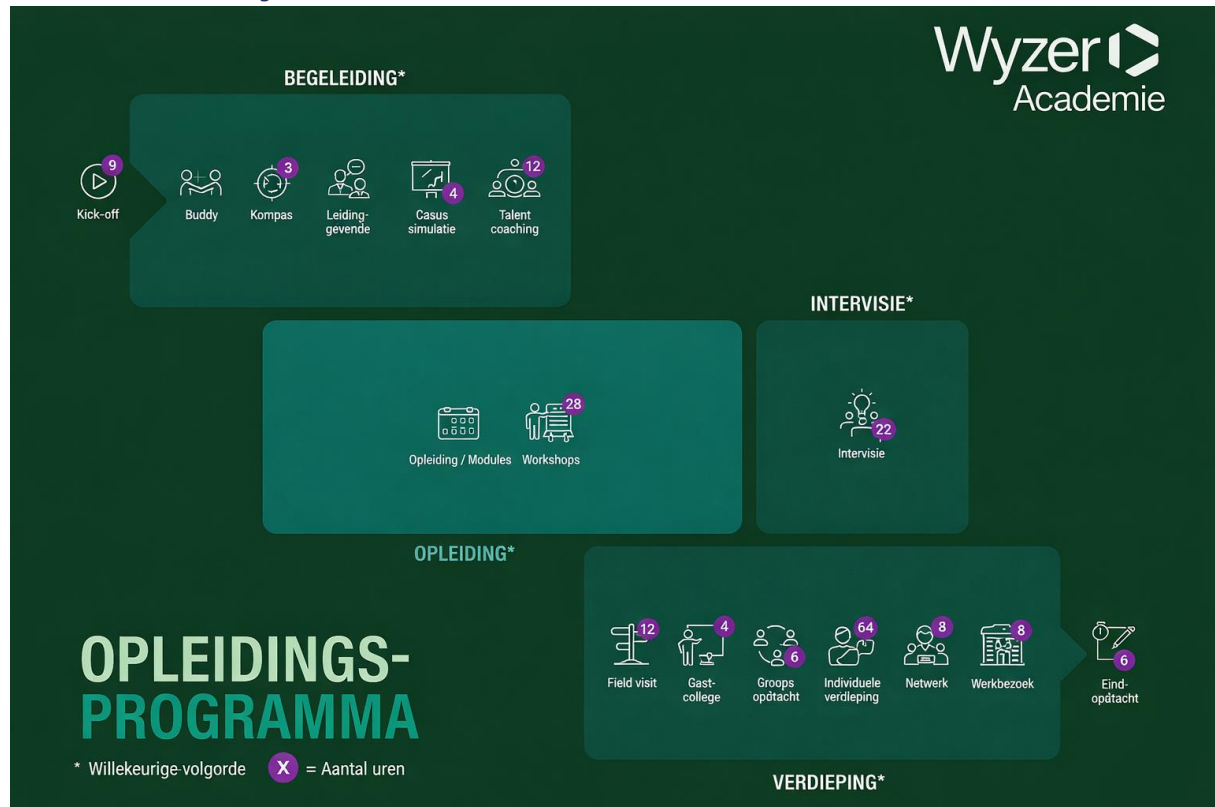 Wyzer
Academie
BEGELEIDING*
9
Kick-off
Buddy
3
Kompas
Leiding-
gevende
4
Casus
simulatie
12
Talent
coaching
INTERVISIE*
22
Intervisie
Opleiding / Modules
28
Workshops
OPLEIDING*
12
Field visit
4
Gast-
college
6
Groops
opdtacht
64
Individuele
verdleping
8
Netwerk
8
Werkbezoek
6
Eind-
opdtacht
VERDIEPING*
OPLEIDINGS-
PROGRAMMA
* Willekeurige-volgorde X = Aantal uren